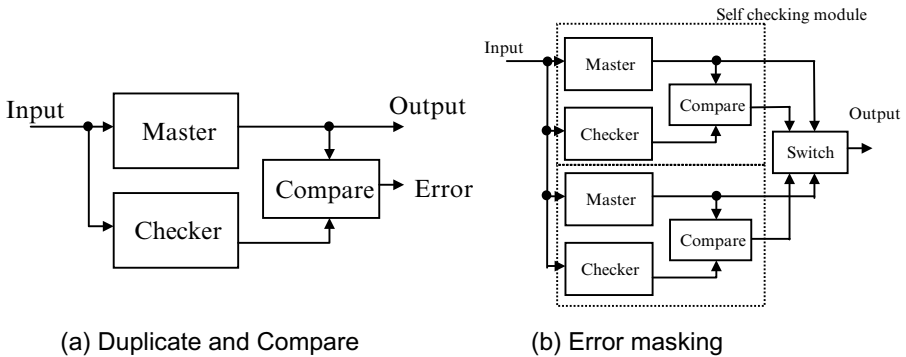 Input
Master
Output
Compare
Error
Checker
(a) Duplicate and Compare
Self checking module
Input
Master
Compare
Checker
Output
Switch
Master
Compare
Checker
(b) Error masking